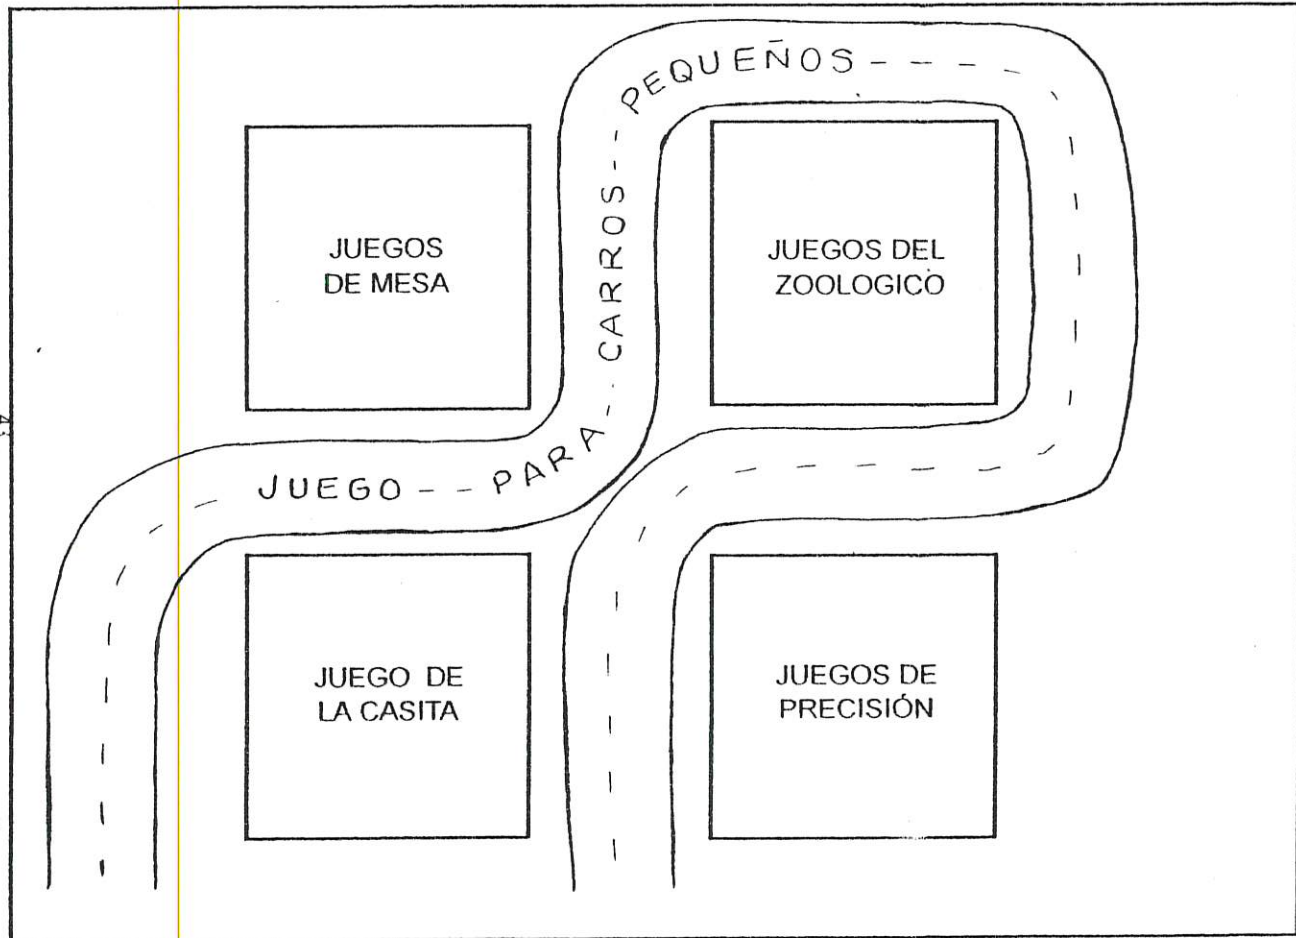 JUEGO -- PARA -- CARROS -- PEQUEÑOS ----
JUEGOS
DE MESA
JUEGOS DEL
ZOOLOGICO
JUEGO DE
LA CASITA
JUEGOS DE
PRECISIÓN